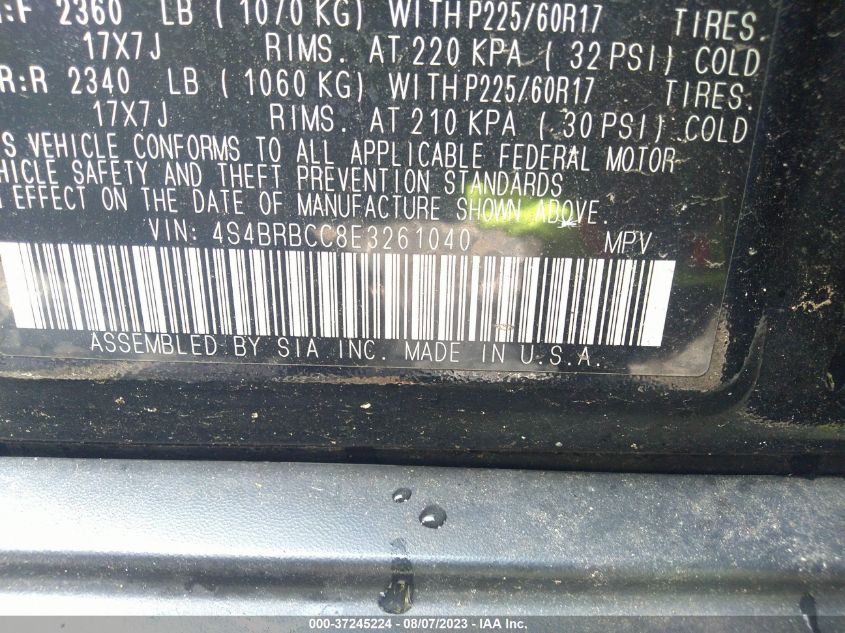 :F 2360 LB ( 1070 KG) WITH P225/60R17 TIRES.
17X7J RIMS. AT 220 KPA ( 32 PSI) COLD
R:R 2340 LB ( 1060 KG) WITH P225/60R17 TIRES.
17X7J RIMS. AT 210 KPA ( 30 PSI) COLD
S VEHICLE CONFORMS TO ALL APPLICABLE FEDERAL MOTOR
HICLE SAFETY AND THEFT PREVENTION STANDARDS
EFFECT ON THE DATE OF MANUFACTURE SHOWN ABOVE.
VIN: 4S4BRBCC8E3261040 MPV
ASSEMBLED BY SIA INC. MADE IN U.S.A.
000-37245224 - 08/07/2023 - IAA Inc.